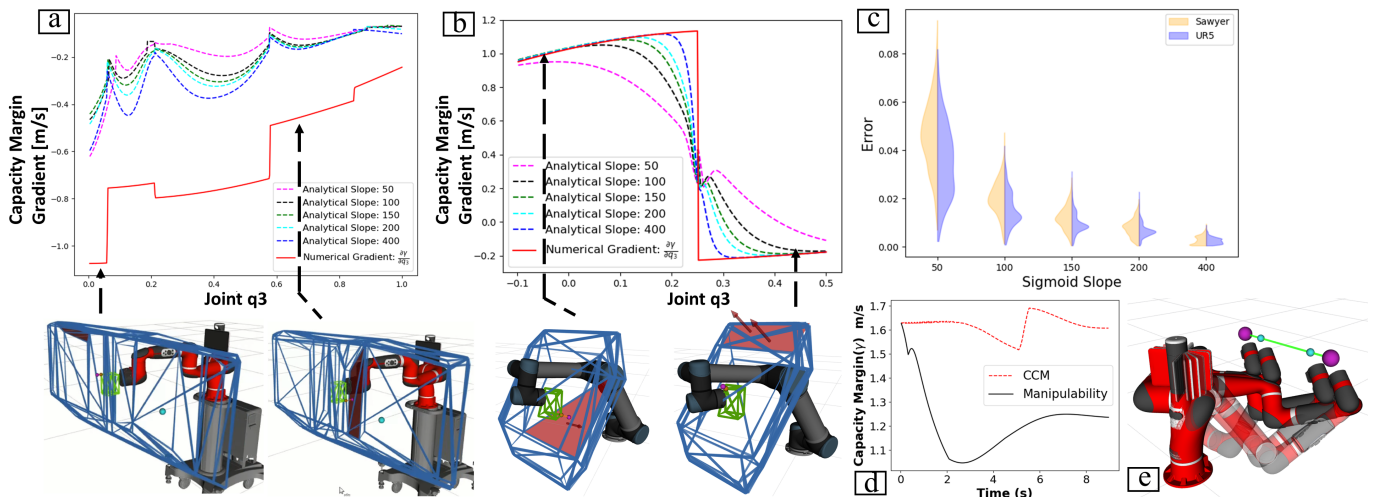 a
Capacity Margin
Gradient [m/s]
−0.2
−0.4
−0.6
−0.8
−1.0
0.0
0.2
0.4
0.6
0.8
1.0
Joint q3
Analytical Slope: 50
Analytical Slope: 100
Analytical Slope: 150
Analytical Slope: 200
Analytical Slope: 400
Numerical Gradient: ∂γ/∂q₃
b
Capacity Margin
Gradient [m/s]
1.2
1.0
0.8
0.6
0.4
0.2
0.0
−0.2
−0.1
0.0
0.1
0.2
0.3
0.4
0.5
Joint q3
Analytical Slope: 50
Analytical Slope: 100
Analytical Slope: 150
Analytical Slope: 200
Analytical Slope: 400
Numerical Gradient: ∂γ/∂q₃
c
Sawyer
UR5
Error
0.08
0.06
0.04
0.02
0.00
50
100
150
200
400
Sigmoid Slope
Capacity Margin(γ) m/s
1.7
1.6
1.5
1.4
1.3
1.2
1.1
CCM
Manipulability
0
2
4
6
8
d
Time (s)
e